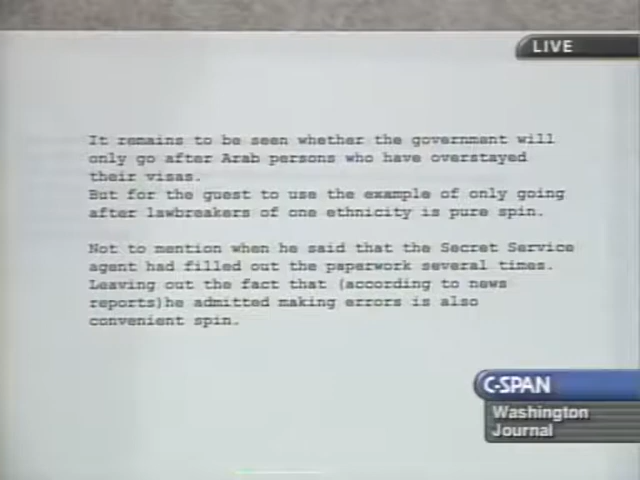 LIVE
It remains to be seen whether the government will
only go after Arab persons who have overstayed
their visas.
But for the guest to use the example of only going
after lawbreakers of one ethnicity is pure spin.
Not to mention when he said that the Secret Service
agent had filled out the paperwork several times.
Leaving out the fact that (according to news
reports)he admitted making errors is also
convenient spin.
C-SPAN
Washington
Journal